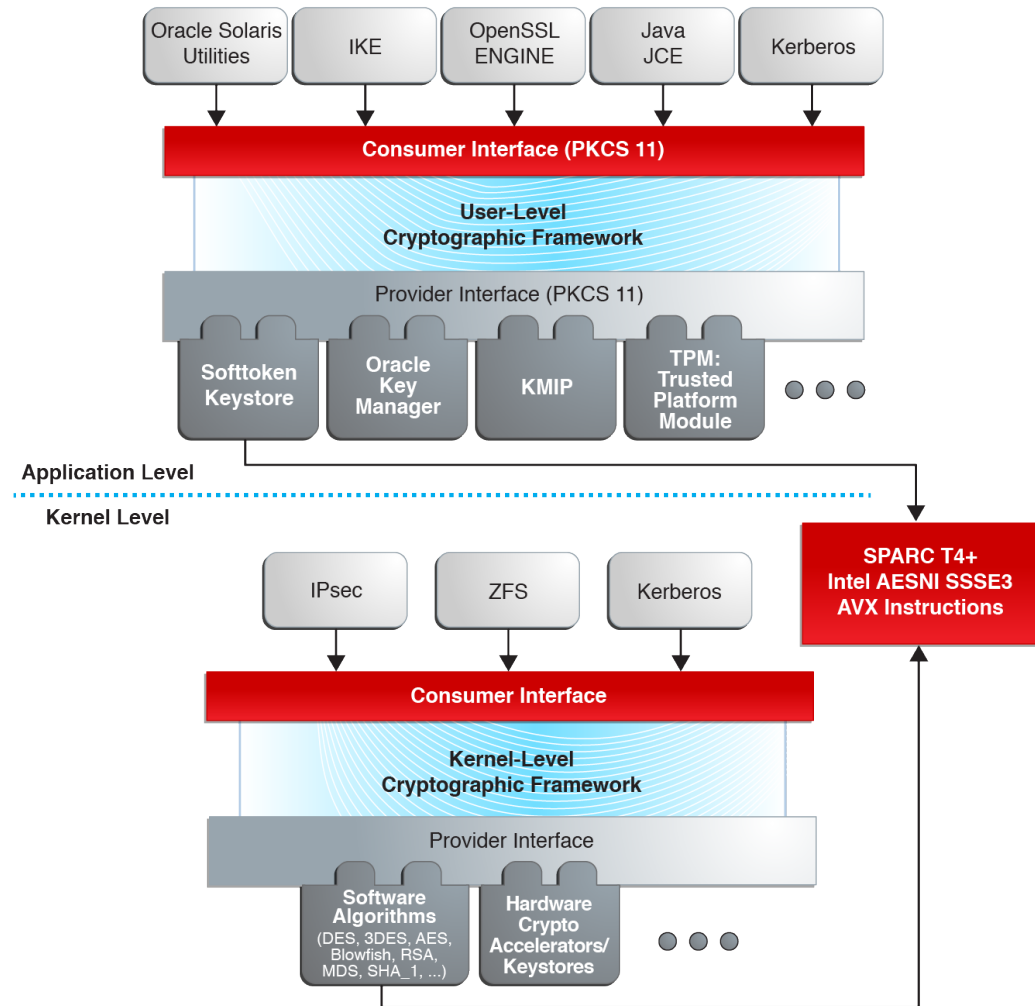 Oracle Solaris
Utilities
IKE
OpenSSL
ENGINE
Java
JCE
Kerberos
Consumer Interface (PKCS 11)
User-Level
Cryptographic Framework
Provider Interface (PKCS 11)
Softtoken
Keystore
Oracle
Key
Manager
KMIP
TPM:
Trusted
Platform
Module
Application Level
Kernel Level
SPARC T4+
Intel AESNI SSSE3
AVX Instructions
IPsec
ZFS
Kerberos
Consumer Interface
Kernel-Level
Cryptographic Framework
Provider Interface
Software
Algorithms
(DES, 3DES, AES,
Blowfish, RSA,
MDS, SHA_1, ...)
Hardware
Crypto
Accelerators/
Keystores